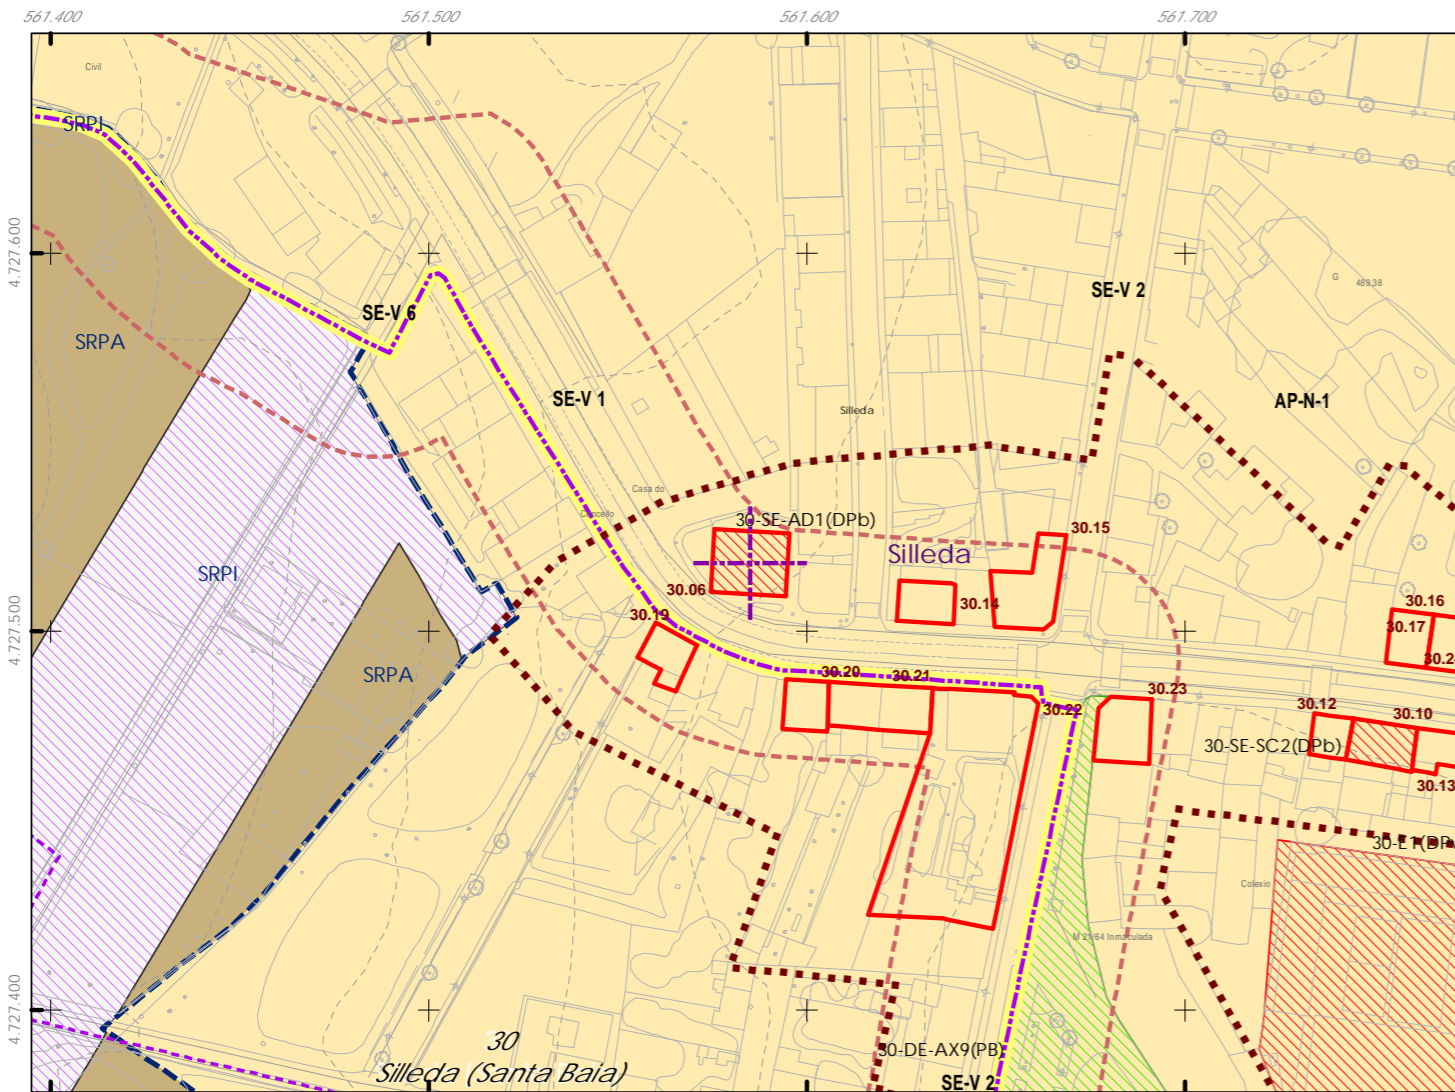 561.400
561.500
561.600
561.700
Civil
SRPI
4.727.600
SE-V 6
SE-V 2
G 489,38
SRPA
SE-V 1
AP-N-1
Silleda
Casa do
Concello
30-SE-AD1(DPb)
30.15
Silleda
SRPI
30.06
30.14
4.727.500
30.19
30.16
30.17
SRPA
30.20
30.21
30.22
30.23
30.12
30.10
30-SE-SC2(DPb)
30.13
Colexio
M 21/64 Inmaculada
4.727.400
30
Silleda (Santa Baia)
30-DE-AX9(PB)
SE-V 2